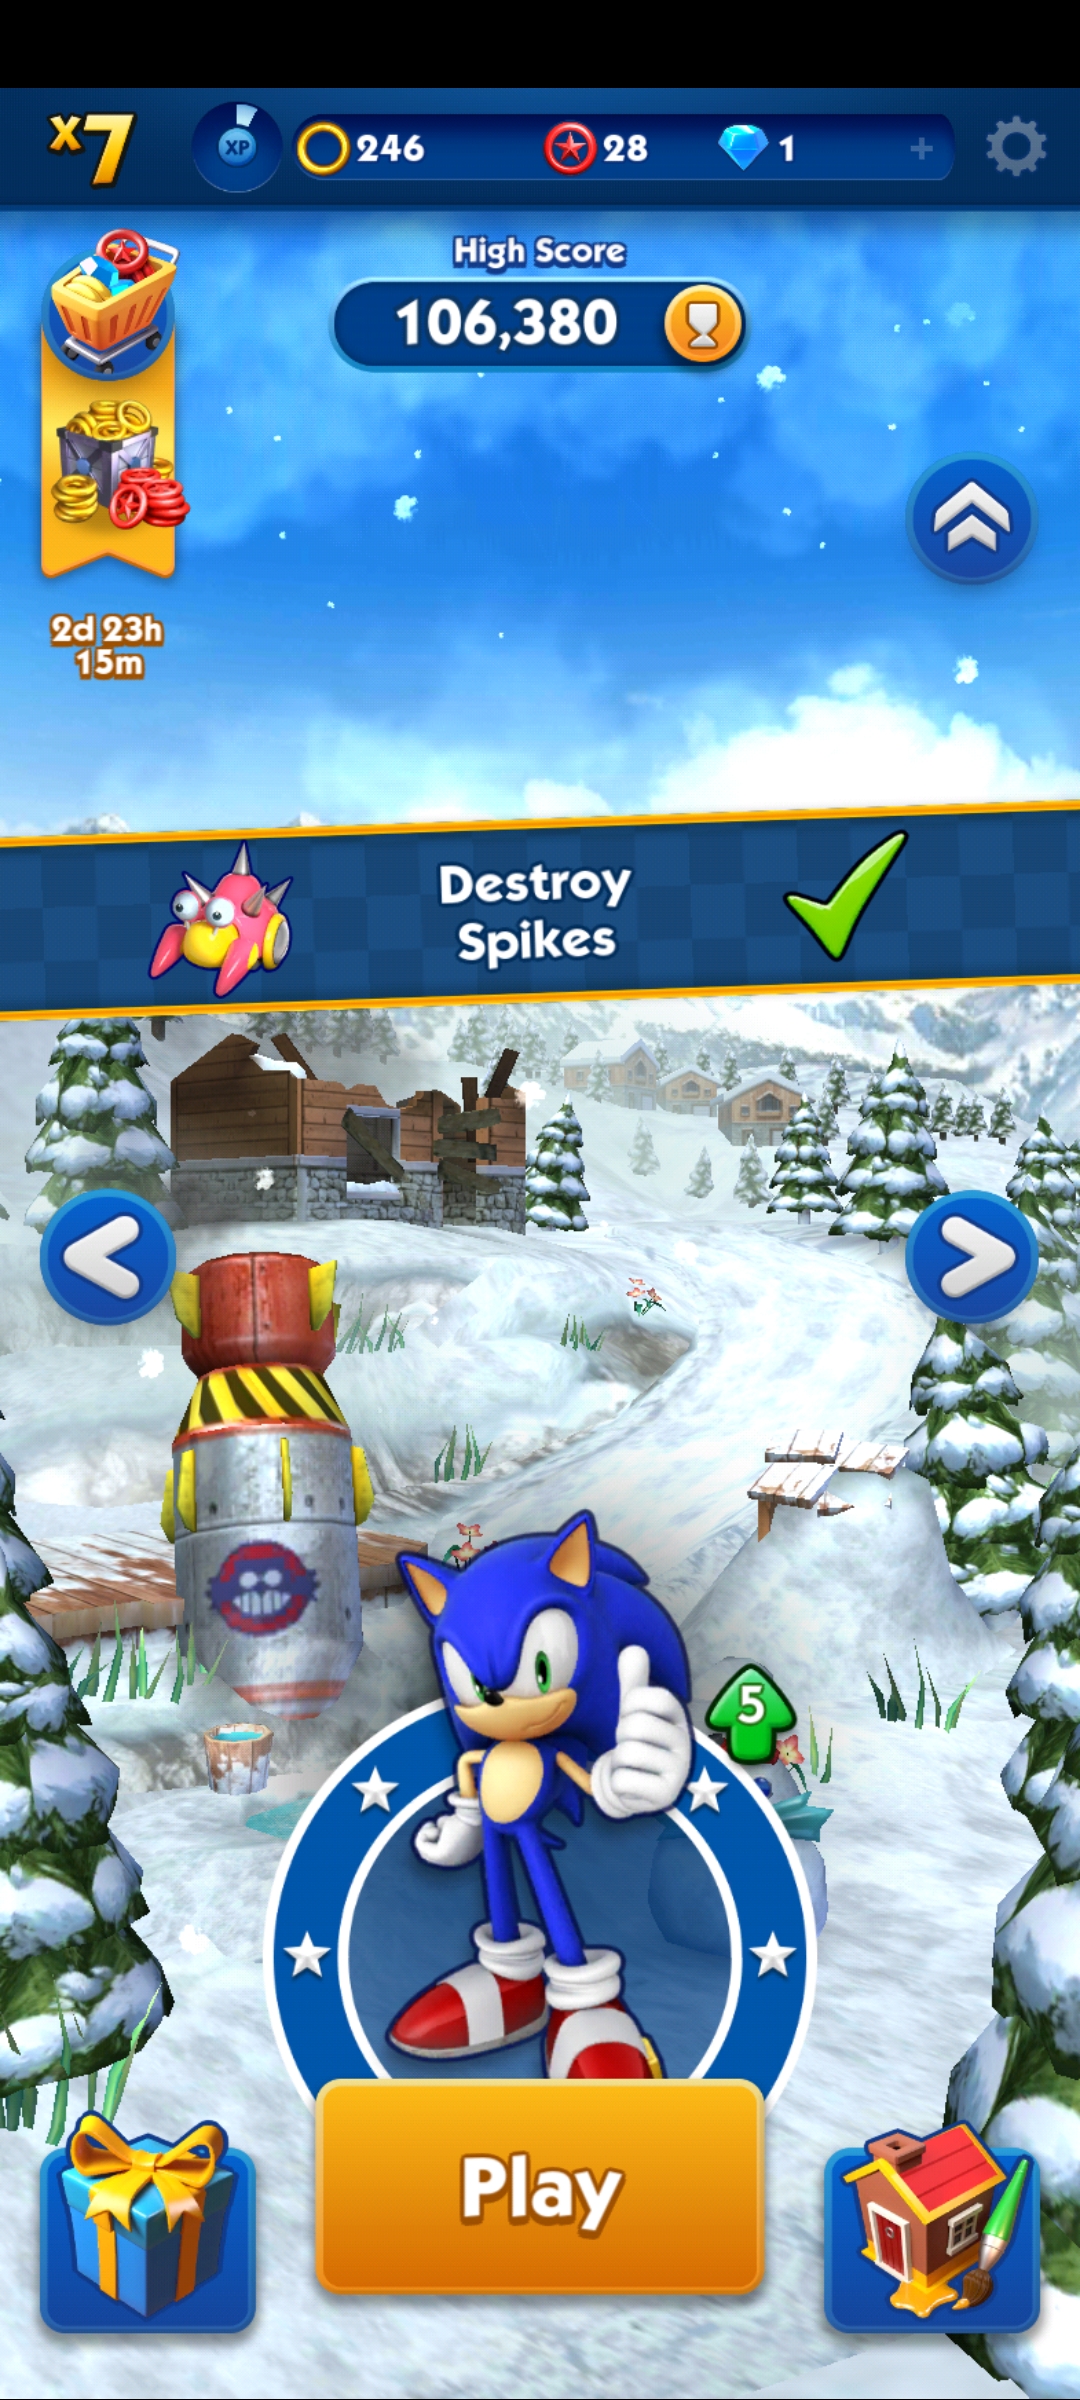 x7
XP
246
28
1
+
High Score
106,380
2d 23h
15m
Destroy
Spikes
5
Play